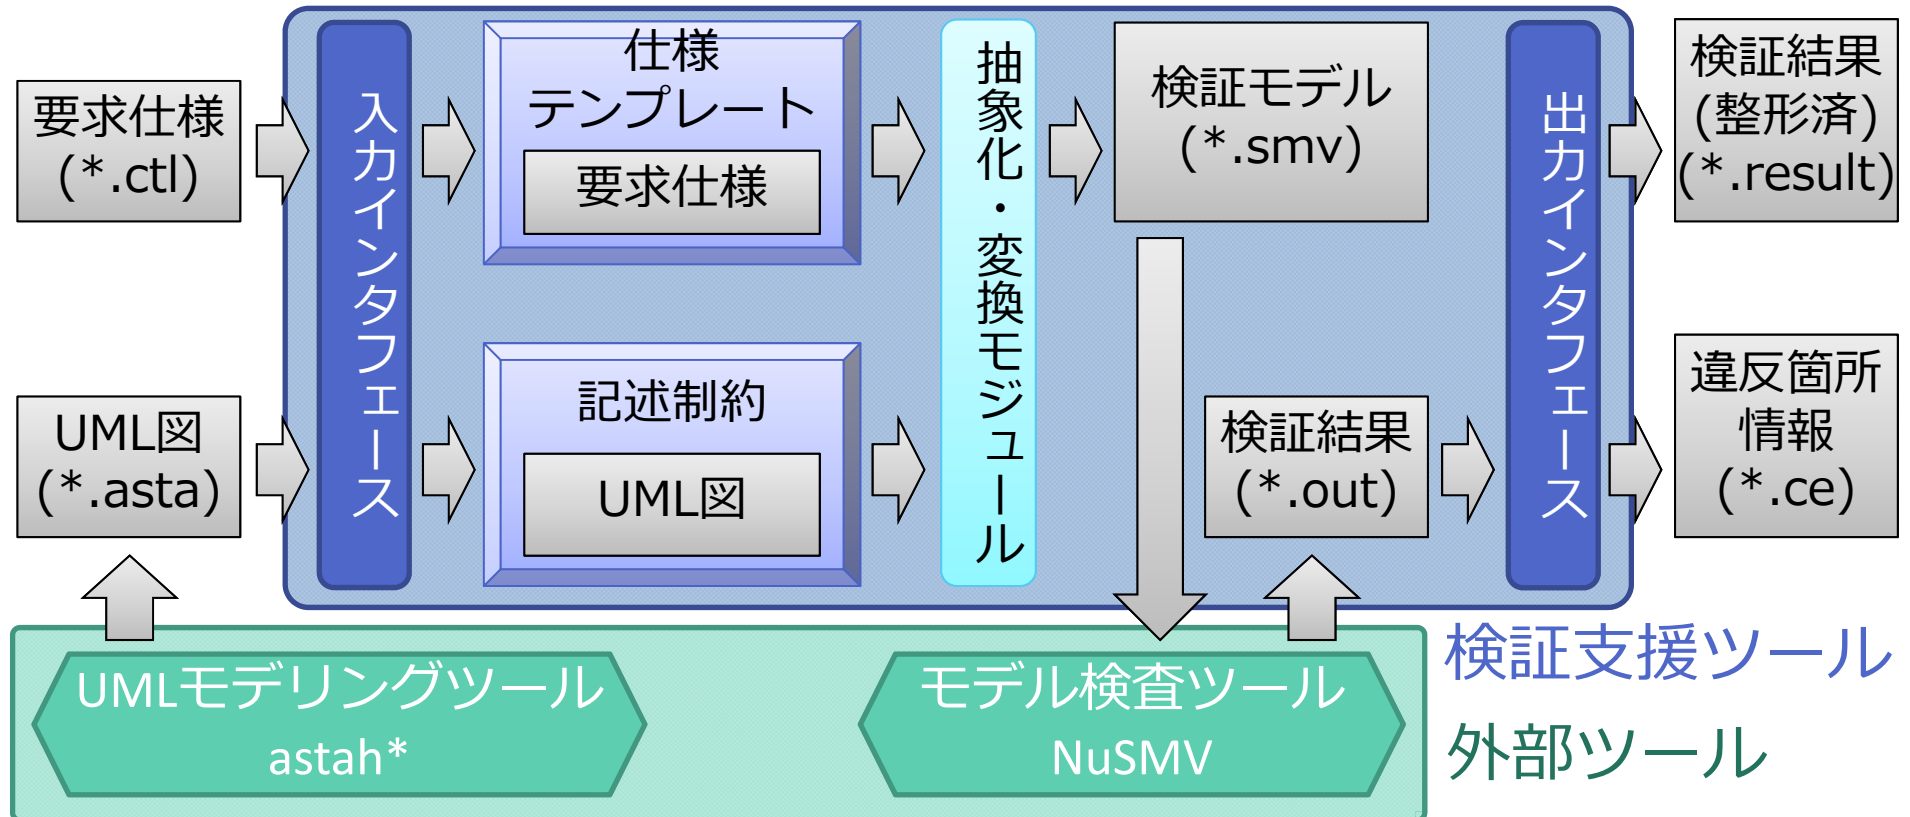 要求仕様
(*.ctl)
UML図
(*.asta)
入力インタフェース
仕様
テンプレート
要求仕様
記述制約
UML図
抽象化・変換モジュール
検証モデル
(*.smv)
検証結果
(*.out)
出力インタフェース
検証結果
(整形済)
(*.result)
違反箇所
情報
(*.ce)
UMLモデリングツール
astah*
モデル検査ツール
NuSMV
検証支援ツール
外部ツール